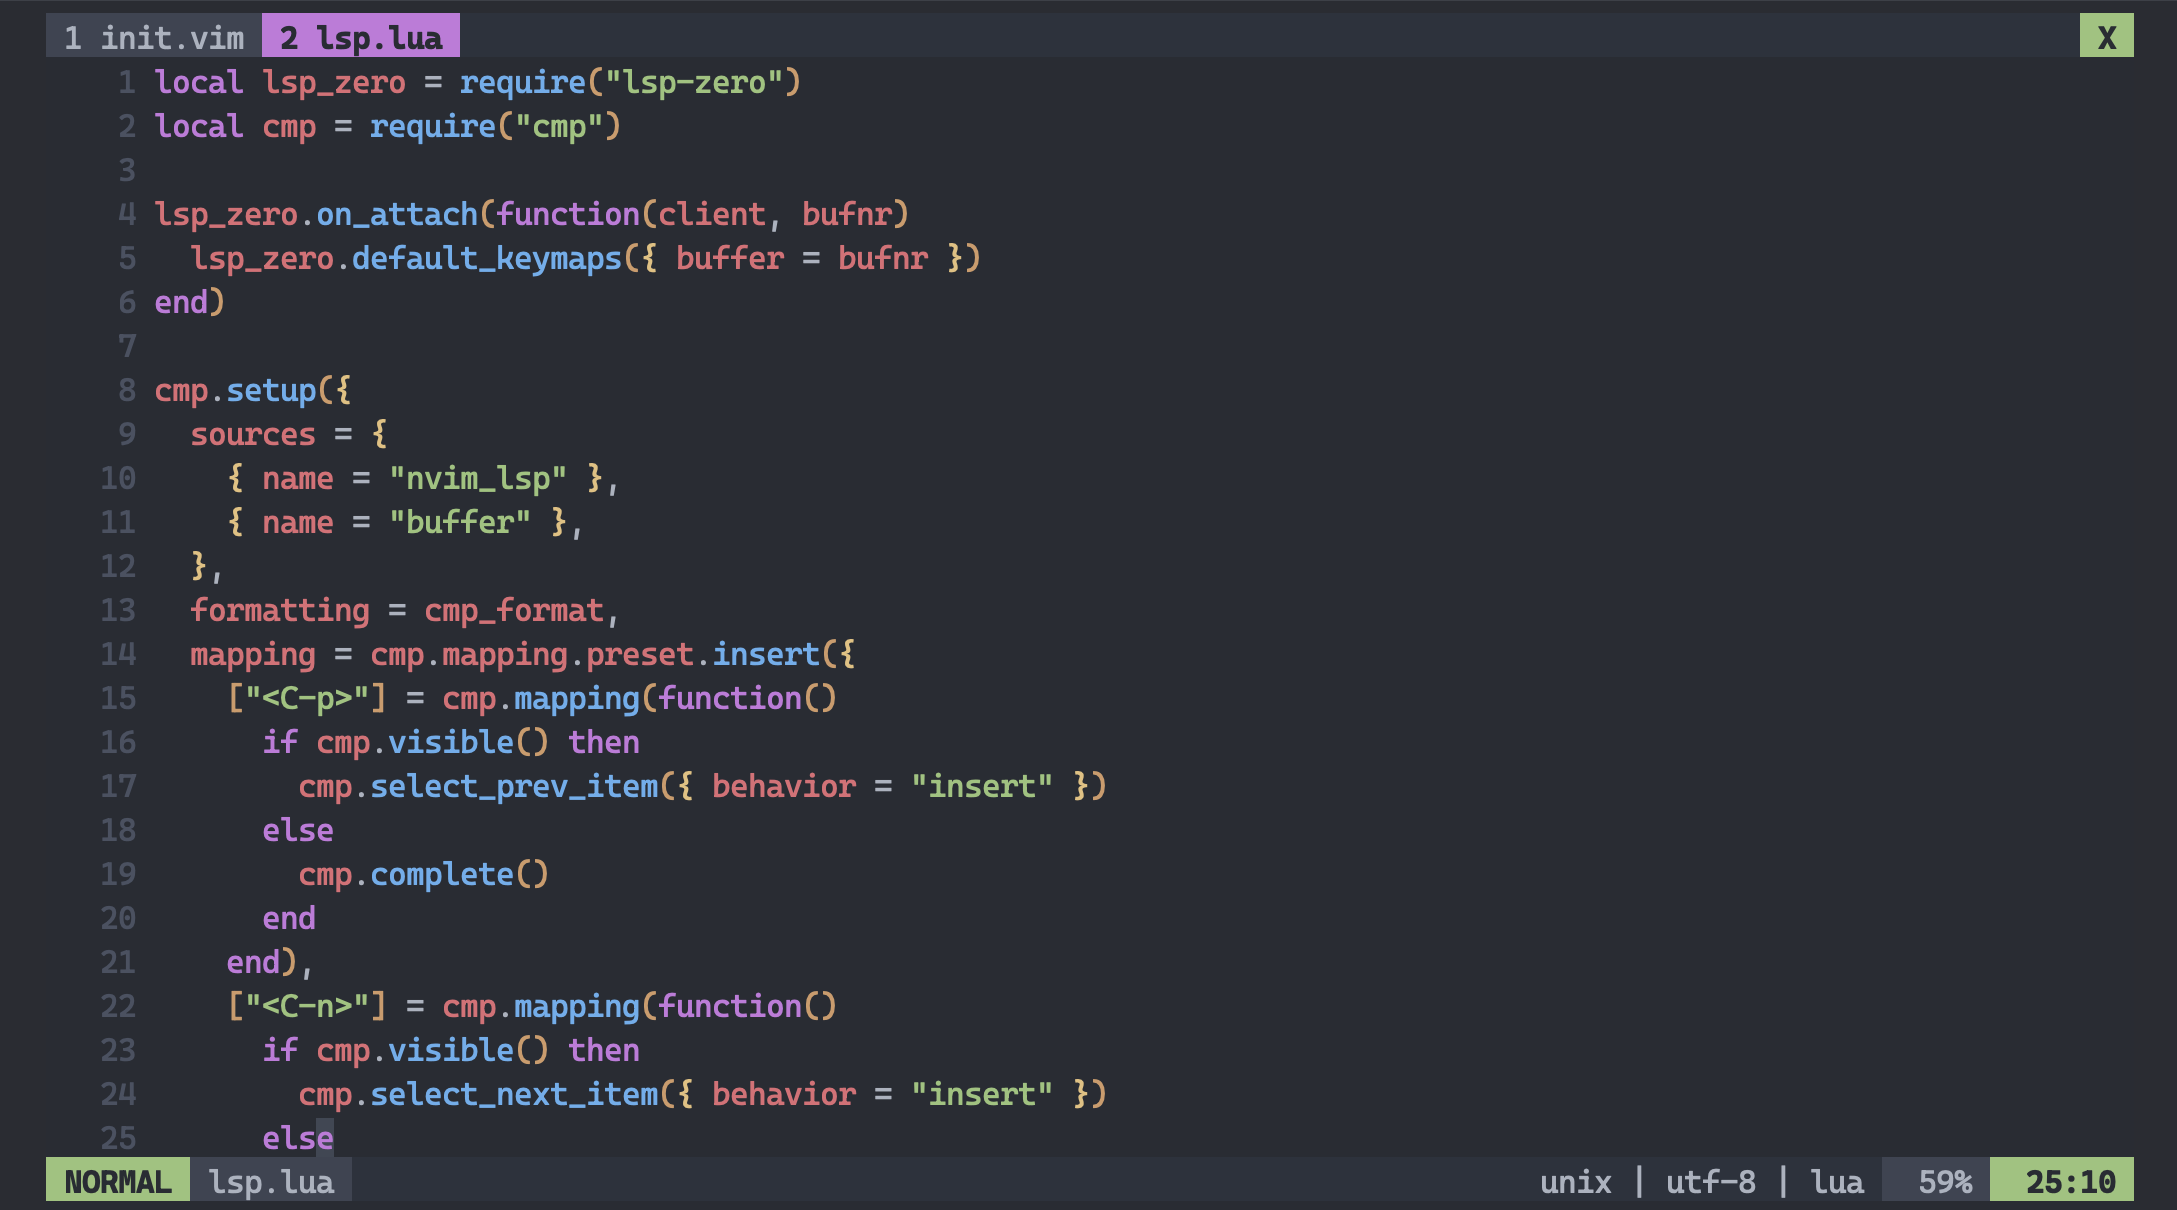 1 init.vim 2 lsp.lua X
1 local lsp_zero = require("lsp-zero")
2 local cmp = require("cmp")
3
4 lsp_zero.on_attach(function(client, bufnr)
5   lsp_zero.default_keymaps({ buffer = bufnr })
6 end)
7
8 cmp.setup({
9   sources = {
10     { name = "nvim_lsp" },
11     { name = "buffer" },
12   },
13   formatting = cmp_format,
14   mapping = cmp.mapping.preset.insert({
15     ["<C-p>"] = cmp.mapping(function()
16       if cmp.visible() then
17         cmp.select_prev_item({ behavior = "insert" })
18       else
19         cmp.complete()
20       end
21     end),
22     ["<C-n>"] = cmp.mapping(function()
23       if cmp.visible() then
24         cmp.select_next_item({ behavior = "insert" })
25       else
NORMAL lsp.lua unix | utf-8 | lua 59% 25:10